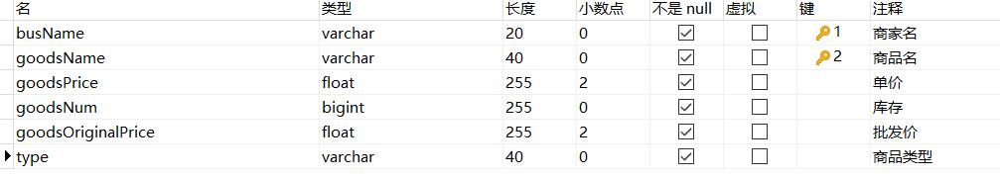 名 类型 长度 小数点 不是 null 虚拟 键 注释
busName varchar 20 0 1 商家名
goodsName varchar 40 0 2 商品名
goodsPrice float 255 2 单价
goodsNum bigint 255 0 库存
goodsOriginalPrice float 255 2 批发价
type varchar 40 0 商品类型